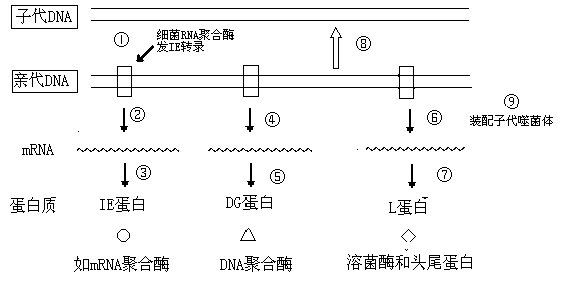 子代DNA
① 细菌RNA聚合酶
发IE转录
⑧
亲代DNA
② ④ ⑥ ⑨
装配子代噬菌体
mRNA
③ ⑤ ⑦
蛋白质 IE蛋白 DG蛋白 L蛋白
如mRNA聚合酶 DNA聚合酶 溶菌酶和头尾蛋白